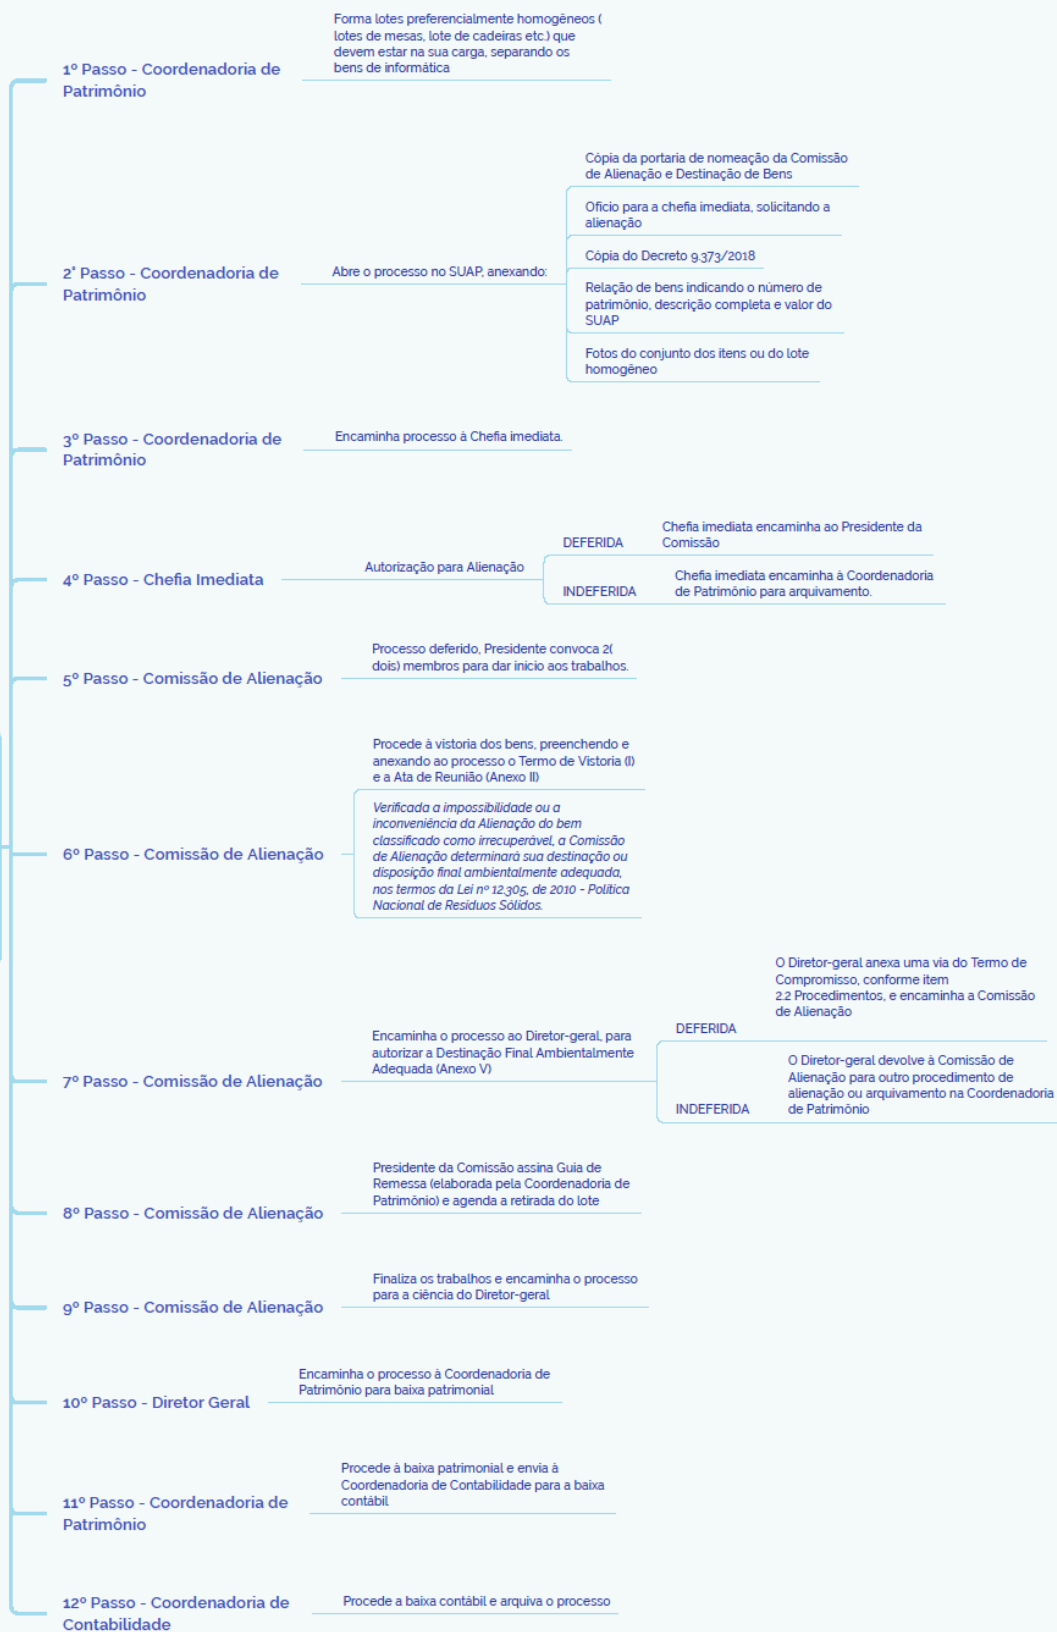 Forma lotes preferencialmente homogêneos (
lotes de mesas, lote de cadeiras etc.) que
devem estar na sua carga, separando os
bens de informática
1º Passo - Coordenadoria de
Patrimônio
Cópia da portaria de nomeação da Comissão
de Alienação e Destinação de Bens
Ofício para a chefia imediata, solicitando a
alienação
2° Passo - Coordenadoria de
Patrimônio
Abre o processo no SUAP, anexando:
Cópia do Decreto 9.373/2018
Relação de bens indicando o número de
patrimônio, descrição completa e valor do
SUAP
Fotos do conjunto dos itens ou do lote
homogêneo
3º Passo - Coordenadoria de
Patrimônio
Encaminha processo à Chefia imediata.
4º Passo - Chefia Imediata
Autorização para Alienação
DEFERIDA
Chefia imediata encaminha ao Presidente da
Comissão
INDEFERIDA
Chefia imediata encaminha à Coordenadoria
de Patrimônio para arquivamento.
5º Passo - Comissão de Alienação
Processo deferido, Presidente convoca 2(
dois) membros para dar início aos trabalhos.
6º Passo - Comissão de Alienação
Procede à vistoria dos bens, preenchendo e
anexando ao processo o Termo de Vistoria (I)
e a Ata de Reunião (Anexo II)
Verificada a impossibilidade ou a
inconveniência da Alienação do bem
classificado como irrecuperável, a Comissão
de Alienação determinará sua destinação ou
disposição final ambientalmente adequada,
nos termos da Lei nº 12.305, de 2010 - Política
Nacional de Resíduos Sólidos.
7º Passo - Comissão de Alienação
Encaminha o processo ao Diretor-geral, para
autorizar a Destinação Final Ambientalmente
Adequada (Anexo V)
DEFERIDA
O Diretor-geral anexa uma via do Termo de
Compromisso, conforme item
2.2 Procedimentos, e encaminha a Comissão
de Alienação
INDEFERIDA
O Diretor-geral devolve à Comissão de
Alienação para outro procedimento de
alienação ou arquivamento na Coordenadoria
de Patrimônio
8º Passo - Comissão de Alienação
Presidente da Comissão assina Guia de
Remessa (elaborada pela Coordenadoria de
Patrimônio) e agenda a retirada do lote
9º Passo - Comissão de Alienação
Finaliza os trabalhos e encaminha o processo
para a ciência do Diretor-geral
10º Passo - Diretor Geral
Encaminha o processo à Coordenadoria de
Patrimônio para baixa patrimonial
11º Passo - Coordenadoria de
Patrimônio
Procede à baixa patrimonial e envia à
Coordenadoria de Contabilidade para a baixa
contábil
12º Passo - Coordenadoria de
Contabilidade
Procede a baixa contábil e arquiva o processo